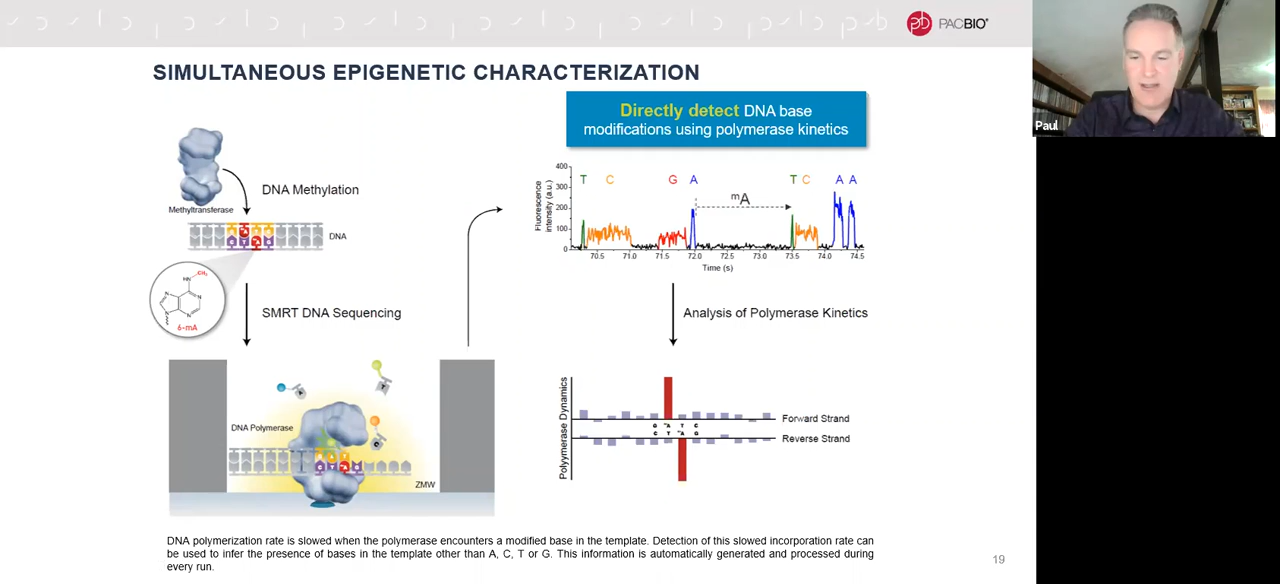 PACBIO®
Paul
SIMULTANEOUS EPIGENETIC CHARACTERIZATION
Methyltransferase
DNA Methylation
DNA
HN
CH₃
N
N
N
N
6-mA
SMRT DNA Sequencing
DNA Polymerase
ZMW
Directly detect DNA base
modifications using polymerase kinetics
Fluorescence
intensity (a.u.)
400
300
200
100
0
T C G A mA T C A A
70.5 71.0 71.5 72.0 72.5 73.0 73.5 74.0 74.5
Time (s)
Analysis of Polymerase Kinetics
Polymerase Dynamics
Forward Strand
G mA T C
C T mA G
Reverse Strand
DNA polymerization rate is slowed when the polymerase encounters a modified base in the template. Detection of this slowed incorporation rate can
be used to infer the presence of bases in the template other than A, C, T or G. This information is automatically generated and processed during
every run.
19